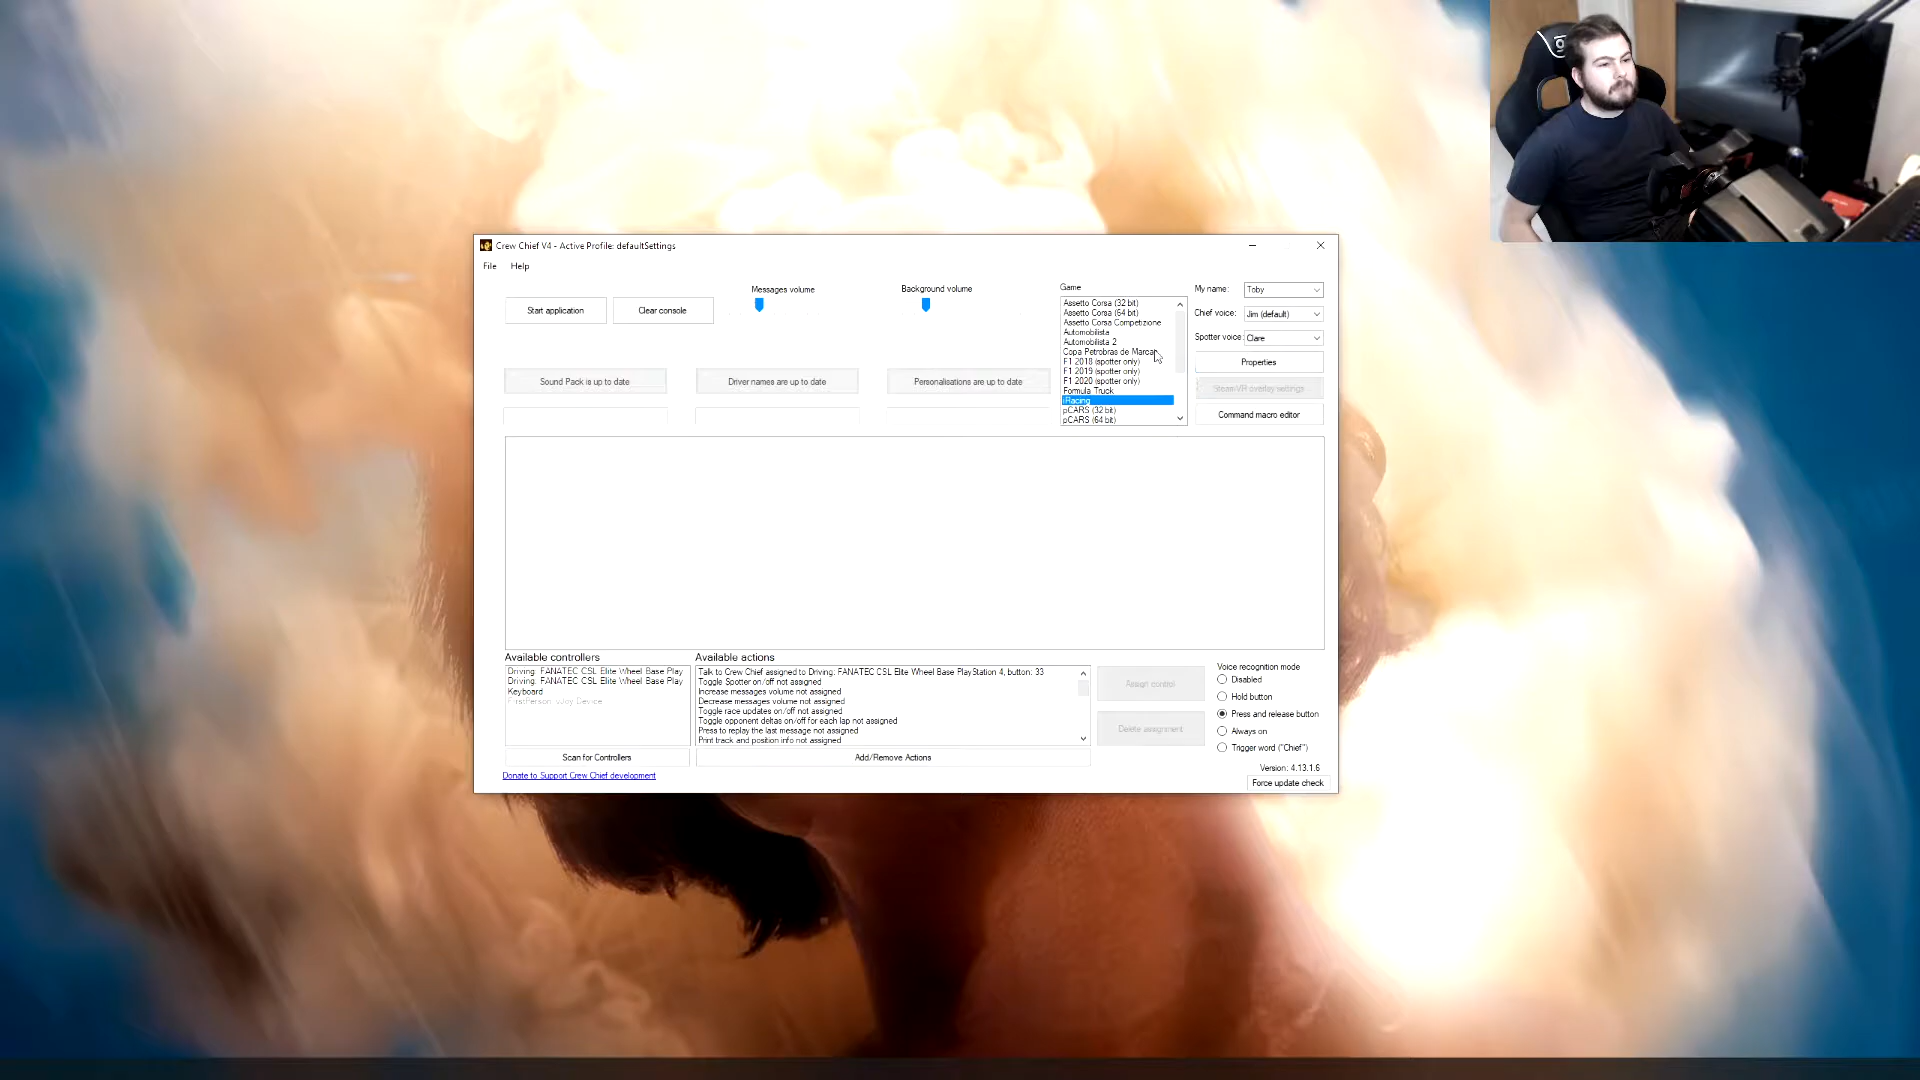 Crew Chief V4 - Active Profile: defaultSettings
File Help
Start application
Clear console
Messages volume
Background volume
Sound Pack is up to date
Driver names are up to date
Personalisations are up to date
Game
Assetto Corsa (32 bit)
Assetto Corsa (64 bit)
Assetto Corsa Competizione
Automobilista
Automobilista 2
Copa Petrobras de Marcas
F1 2018 (spotter only)
F1 2019 (spotter only)
F1 2020 (spotter only)
Formula Truck
iRacing
pCARS (32 bit)
pCARS (64 bit)
My name: Toby
Chief voice: Jim (default)
Spotter voice: Clare
Properties
Steam VR overlay settings
Command macro editor
Available controllers
Driving: FANATEC CSL Elite Wheel Base Play
Driving: FANATEC CSL Elite Wheel Base Play
Keyboard
vJoy Device
Scan for Controllers
Donate to Support Crew Chief development
Available actions
Talk to Crew Chief assigned to Driving: FANATEC CSL Elite Wheel Base PlayStation 4, button: 33
Toggle Spotter on/off not assigned
Increase messages volume not assigned
Decrease messages volume not assigned
Toggle race updates on/off not assigned
Toggle opponent deltas on/off for each lap not assigned
Press to replay the last message not assigned
Print track and position info not assigned
Add/Remove Actions
Assign control
Delete assignment
Voice recognition mode
Disabled
Hold button
Press and release button
Always on
Trigger word ("Chief")
Version: 4.13.1.6
Force update check